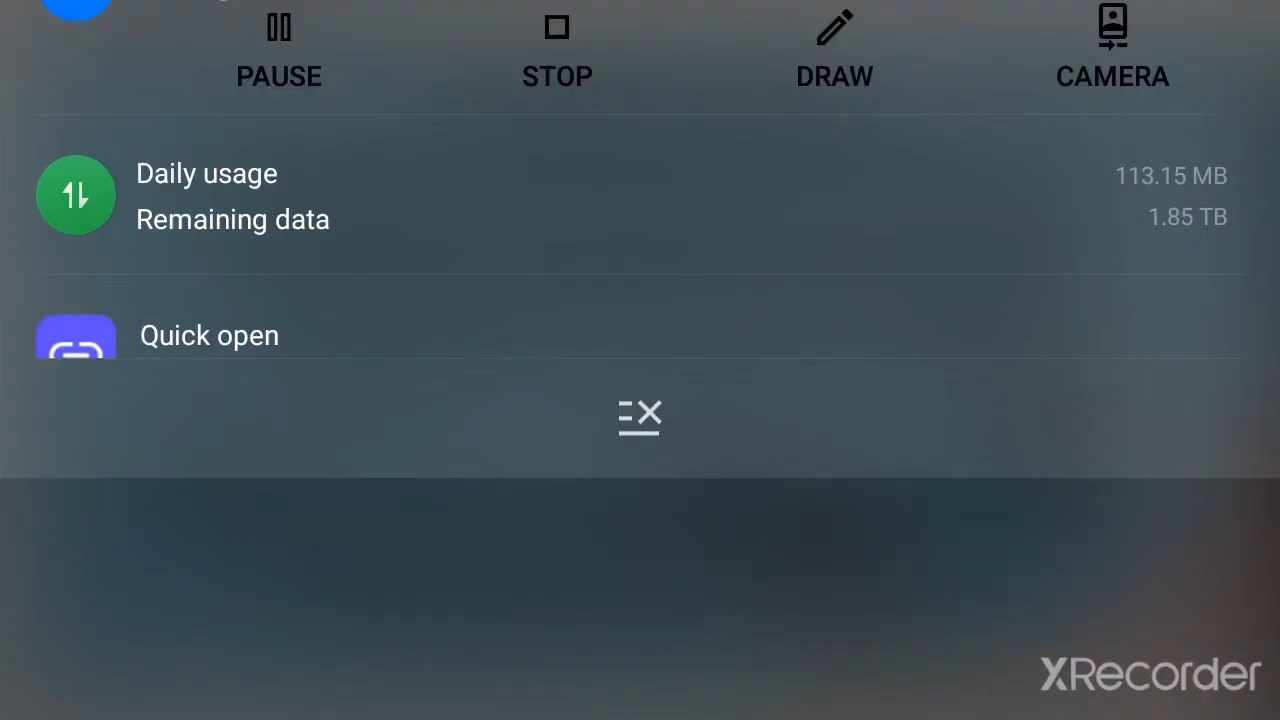 PAUSE STOP DRAW CAMERA
Daily usage 113.15 MB
Remaining data 1.85 TB
Quick open
XRecorder